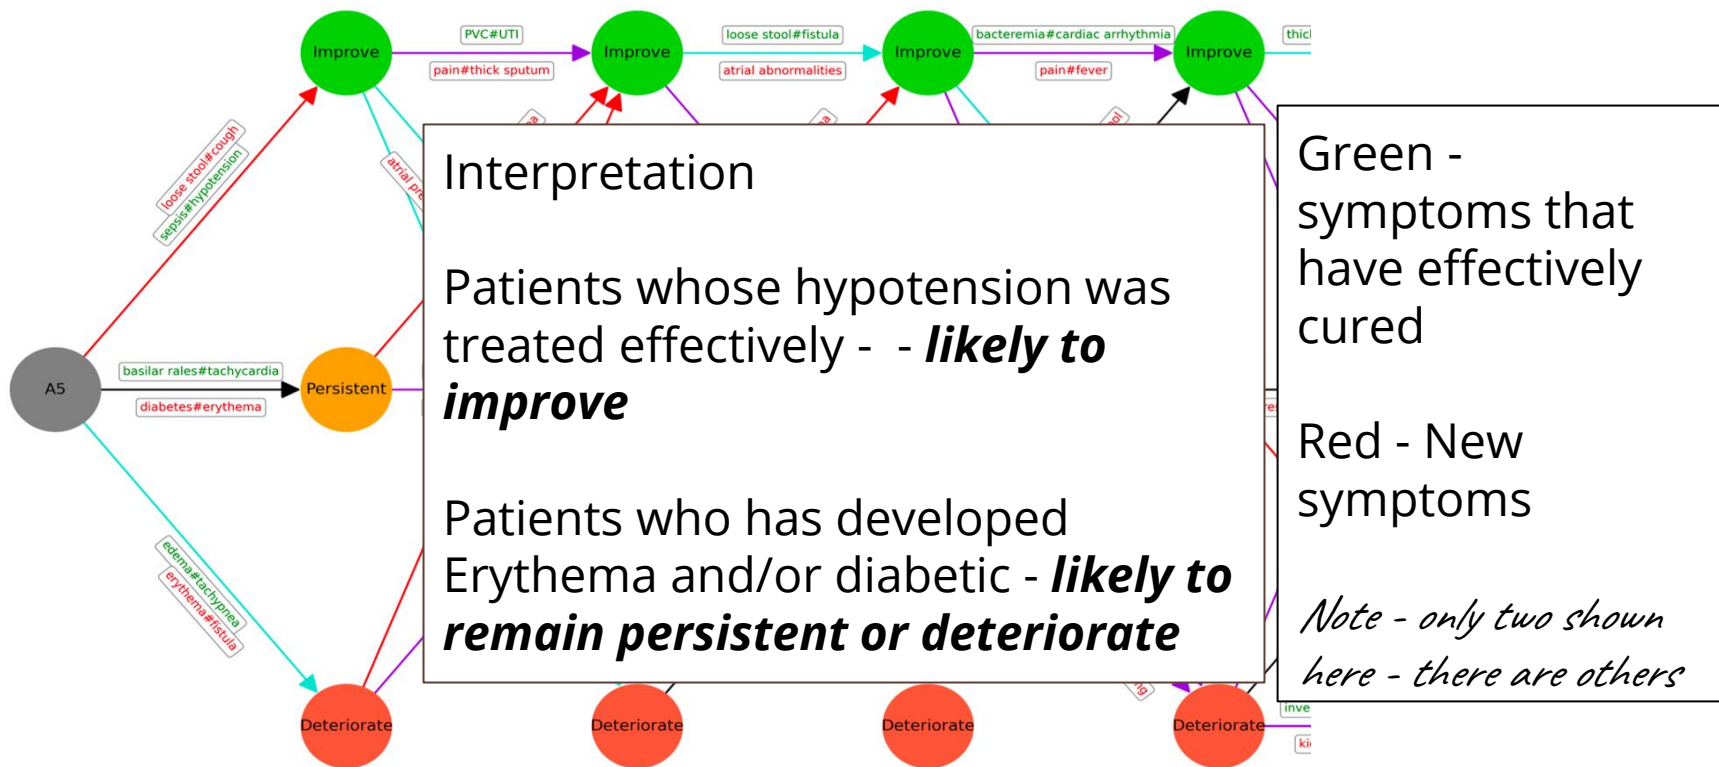 Improve
PVC#UTI
pain#thick sputum
Improve
loose stool#fistula
atrial abnormalities
Improve
bacteremia#cardiac arrhythmia
pain#fever
Improve
loose stool#cough
sepsis#hypotension
A5
basilar rales#tachycardia
diabetes#erythema
Persistent
edema#tachypnea
erythema#fistula
Deteriorate
Deteriorate
Deteriorate
Deteriorate
atrial
Interpretation
Patients whose hypotension was
treated effectively - - likely to
improve
Patients who has developed
Erythema and/or diabetic - likely to
remain persistent or deteriorate
Green -
symptoms that
have effectively
cured
Red - New
symptoms
Note - only two shown
here - there are others